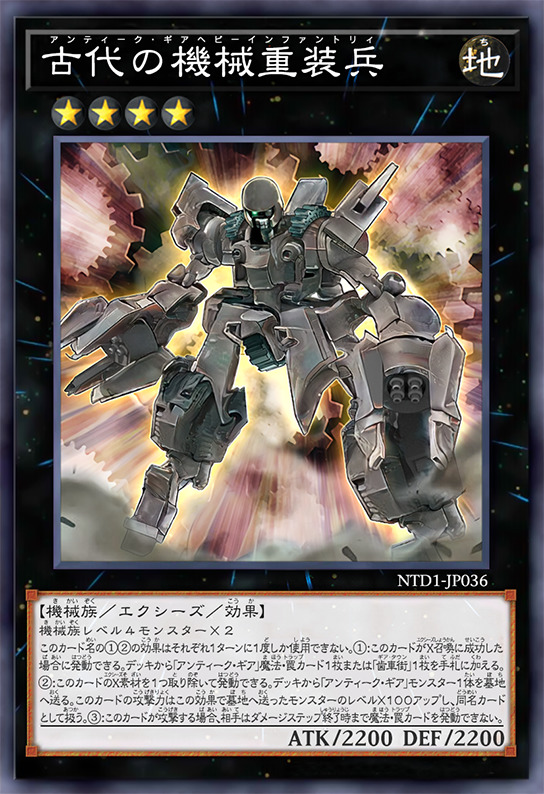 アンティーク・ギアヘビーインファントリィ
古代の機械重装兵
ち
地
NTD1-JP036
【機械族／エクシーズ／効果】
機械族レベル４モンスター×２
このカード名の①②の効果はそれぞれ1ターンに1度しか使用できない。①:このカードがX召喚に成功した
場合に発動できる。デッキから「アンティーク・ギア」魔法・罠カード1枚または「歯車街」1枚を手札に加える。
②:このカードのX素材を1つ取り除いて発動できる。デッキから「アンティーク・ギア」モンスター1体を墓地
へ送る。このカードの攻撃力はこの効果で墓地へ送ったモンスターのレベル×100アップし、同名カード
として扱う。③:このカードが攻撃する場合、相手はダメージステップ終了時まで魔法・罠カードを発動できない。
ATK/2200 DEF/2200